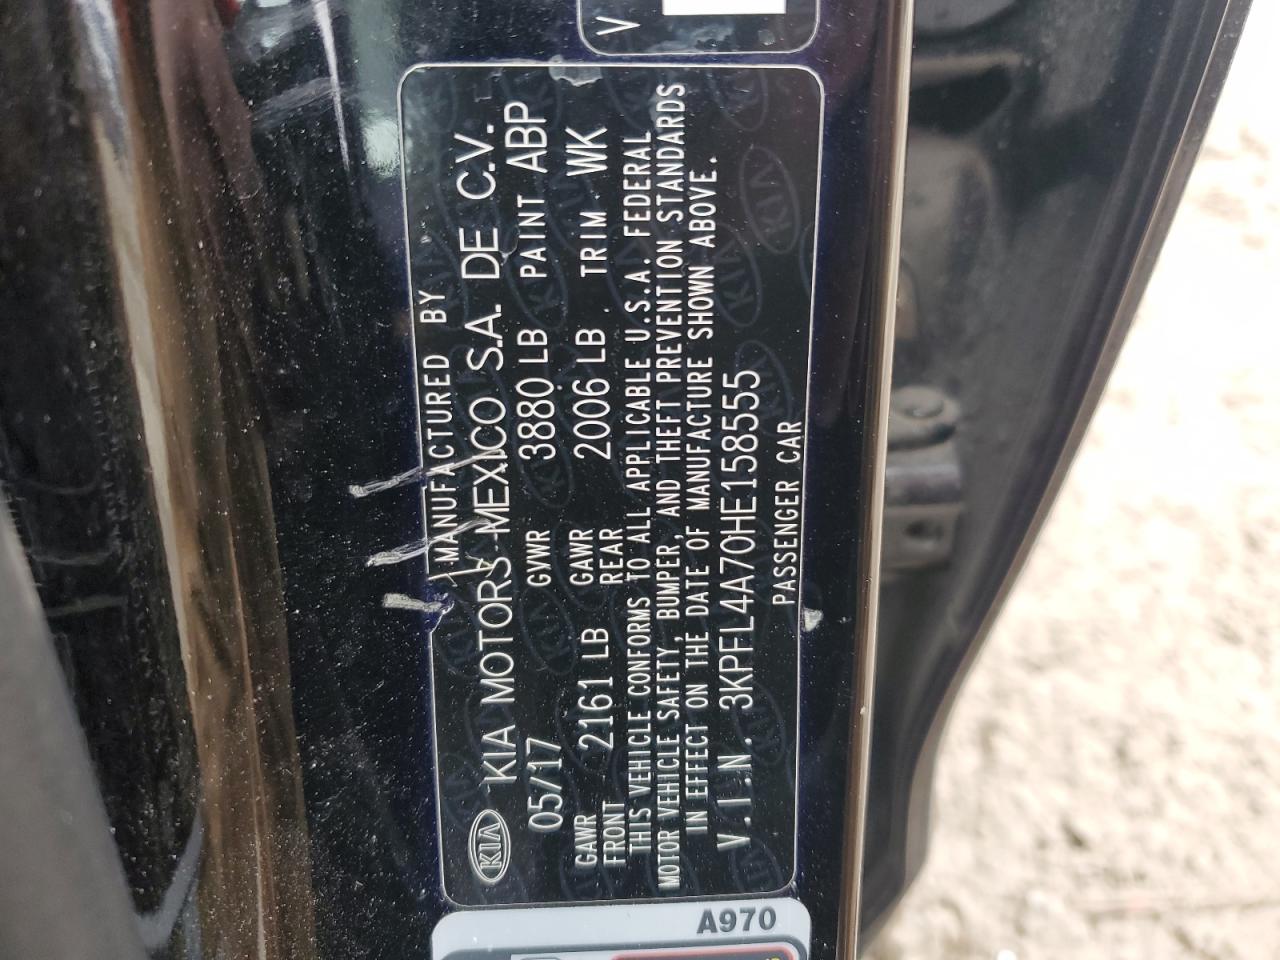 V
MANUFACTURED BY
KIA KIA MOTORS MEXICO S.A. DE C.V.
05/17 GVWR 3880 LB PAINT ABP
GAWR FRONT 2161 LB GAWR REAR 2006 LB TRIM WK
THIS VEHICLE CONFORMS TO ALL APPLICABLE U.S.A. FEDERAL
MOTOR VEHICLE SAFETY, BUMPER, AND THEFT PREVENTION STANDARDS
IN EFFECT ON THE DATE OF MANUFACTURE SHOWN ABOVE.
V.I.N. 3KPFL4A70HE158555
PASSENGER CAR
A970